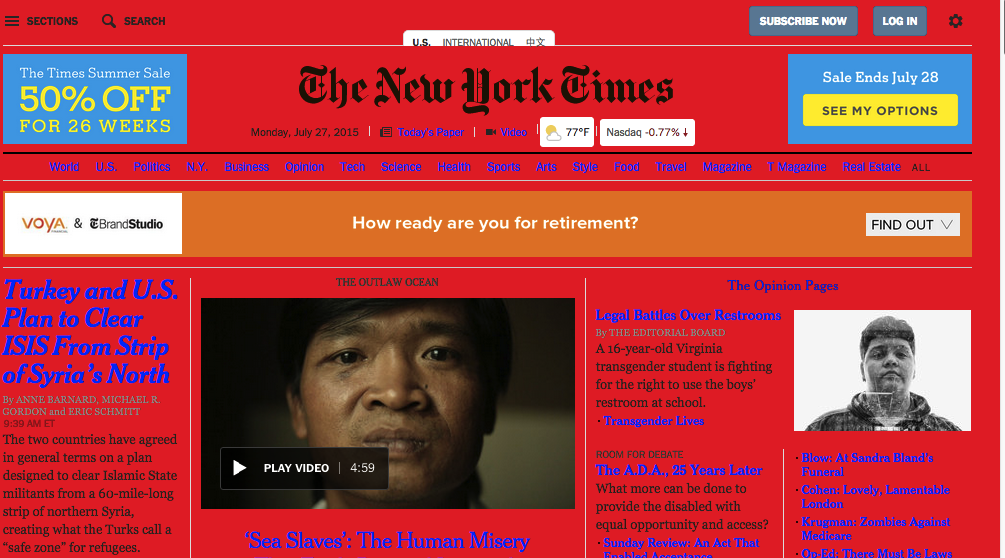 SECTIONS
SEARCH
SUBSCRIBE NOW
LOG IN
U.S. INTERNATIONAL 中文
The Times Summer Sale
50% OFF
FOR 26 WEEKS
The New York Times
Sale Ends July 28
SEE MY OPTIONS
Monday, July 27, 2015
Today's Paper
Video
77°F
Nasdaq -0.77%
World U.S. Politics N.Y. Business Opinion Tech Science Health Sports Arts Style Food Travel Magazine T Magazine Real Estate ALL
VOYA FINANCIAL & T BrandStudio
How ready are you for retirement?
FIND OUT
Turkey and U.S.
Plan to Clear
ISIS From Strip
of Syria's North
By ANNE BARNARD, MICHAEL R.
GORDON and ERIC SCHMITT
9:39 AM ET
The two countries have agreed
in general terms on a plan
designed to clear Islamic State
militants from a 60-mile-long
strip of northern Syria,
creating what the Turks call a
“safe zone” for refugees.
THE OUTLAW OCEAN
PLAY VIDEO 4:59
‘Sea Slaves’: The Human Misery
The Opinion Pages
Legal Battles Over Restrooms
By THE EDITORIAL BOARD
A 16-year-old Virginia
transgender student is fighting
for the right to use the boys'
restroom at school.
· Transgender Lives
ROOM FOR DEBATE
The A.D.A., 25 Years Later
What more can be done to
provide the disabled with
equal opportunity and access?
· Sunday Review: An Act That
Enabled Acceptance
· Blow: At Sandra Bland's
Funeral
· Cohen: Lovely, Lamentable
London
· Krugman: Zombies Against
Medicare
· Op-Ed: There Must Be Laws